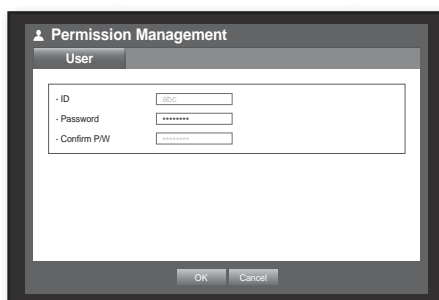 Permission Management
User
- ID abc
- Password ********
- Confirm P/W ********
OK Cancel